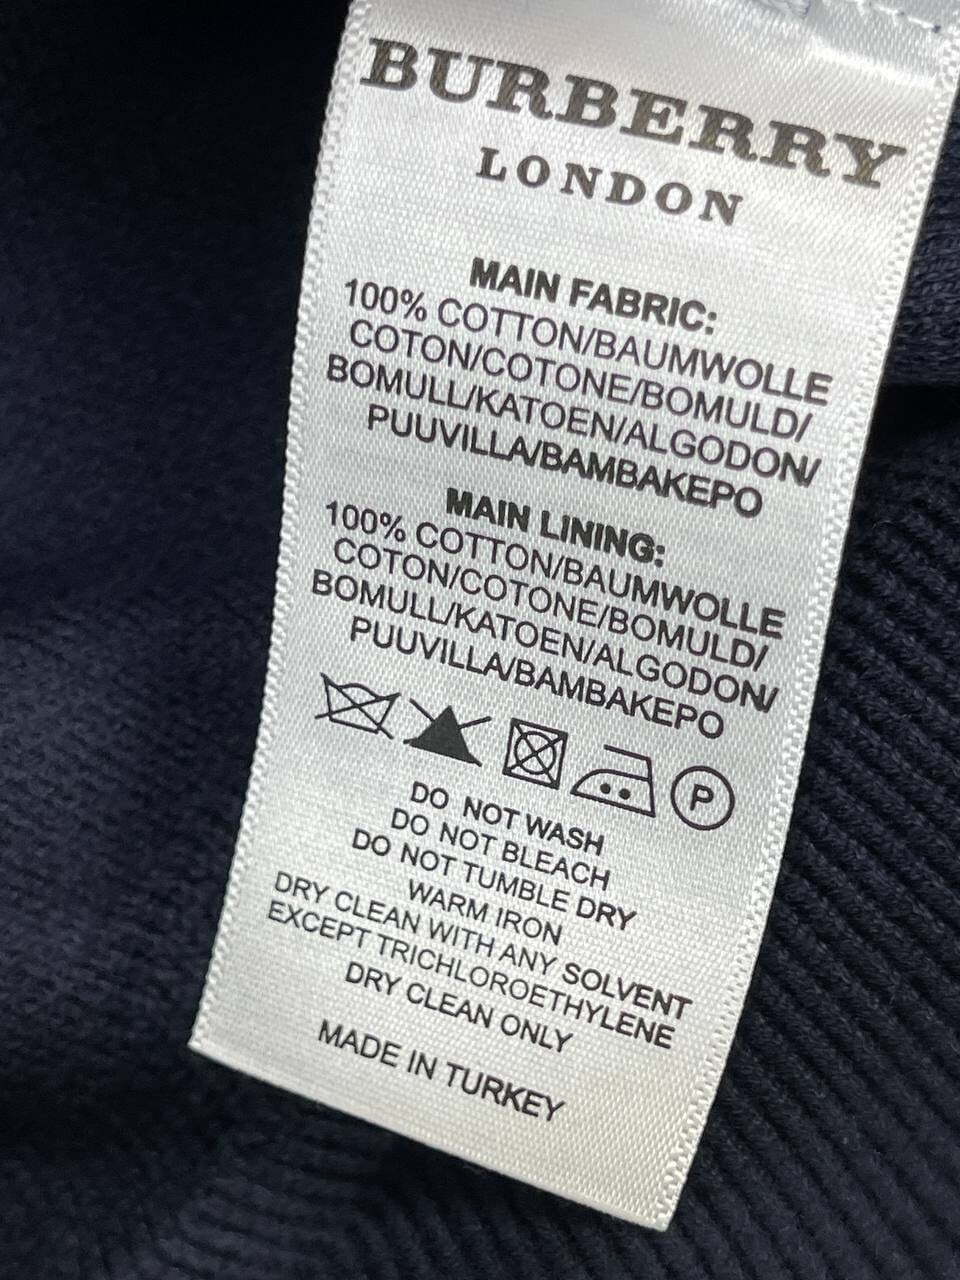 BURBERRY
LONDON
MAIN FABRIC:
100% COTTON/BAUMWOLLE
COTON/COTONE/BOMULD/
BOMULL/KATOEN/ALGODON/
PUUVILLA/BAMBAKEPO
MAIN LINING:
100% COTTON/BAUMWOLLE
COTON/COTONE/BOMULD/
BOMULL/KATOEN/ALGODON/
PUUVILLA/BAMBAKEPO
P
DO NOT WASH
DO NOT BLEACH
DO NOT TUMBLE DRY
WARM IRON
DRY CLEAN WITH ANY SOLVENT
EXCEPT TRICHLOROETHYLENE
DRY CLEAN ONLY
MADE IN TURKEY